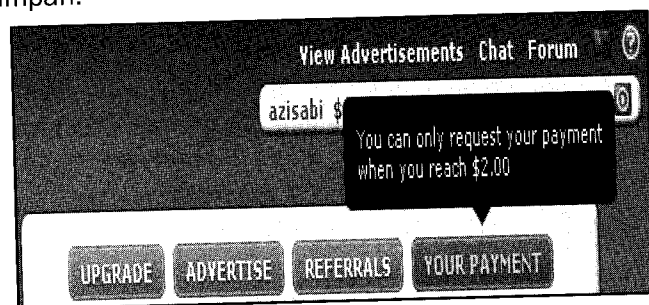 View Advertisements Chat Forum ?
azisabi $
You can only request your payment
when you reach $2.00
UPGRADE ADVERTISE REFERRALS YOUR PAYMENT